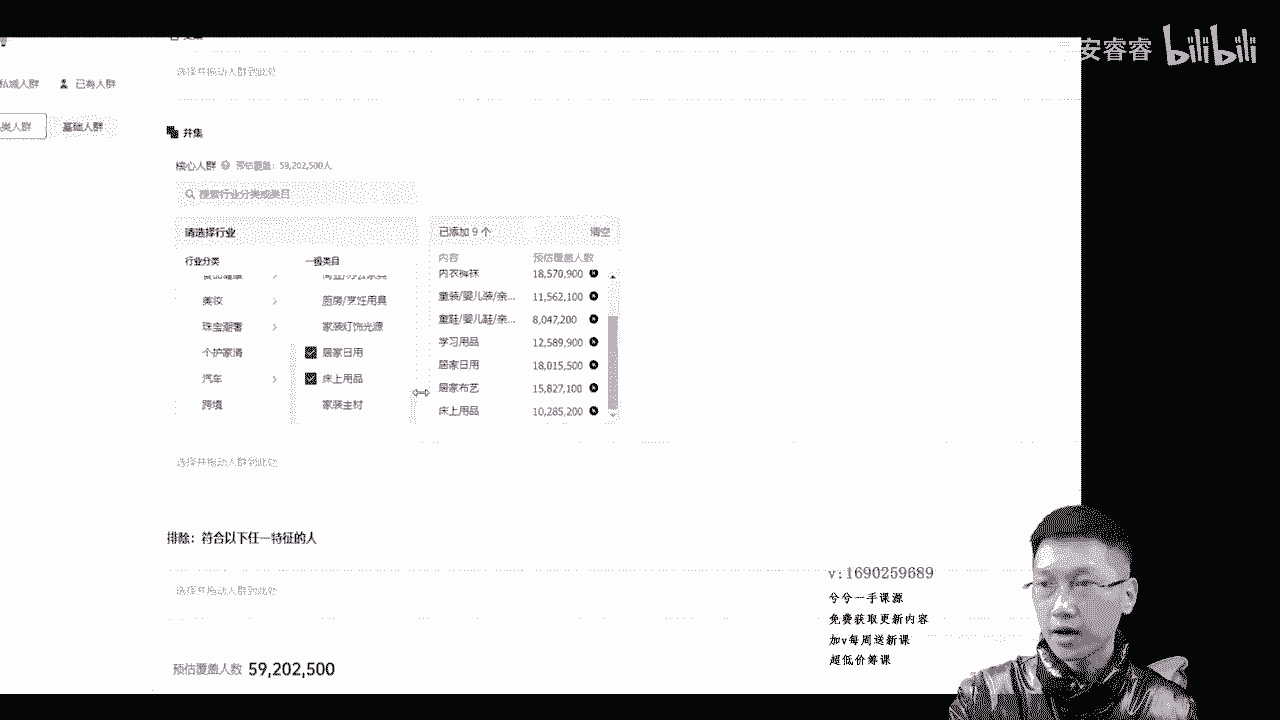 安睿睿 bilibili
选择并拖动人群到此处
私域人群 已有人群
类人群 基础人群
并集
核心人群 预估覆盖：59,202,500人
搜索行业分类或类目
请选择行业 已添加 9 个 清空
行业分类 一级类目 内容 预估覆盖人数
食品健康 商业/办公家具 内衣裤袜 18,570,900
美妆 厨房/烹饪用具 童装/婴儿装/亲... 11,562,100
珠宝潮奢 家装灯饰光源 童鞋/婴儿鞋/亲... 8,047,200
个护家清 居家日用 学习用品 12,589,900
汽车 床上用品 居家日用 18,015,500
跨境 家装主材 居家布艺 15,827,100
床上用品 10,285,200
选择并拖动人群到此处
排除：符合以下任一特征的人
选择并拖动人群到此处
预估覆盖人数 59,202,500
v:1690259689
兮兮一手课源
免费获取更新内容
加v每周送新课
超低价筹课